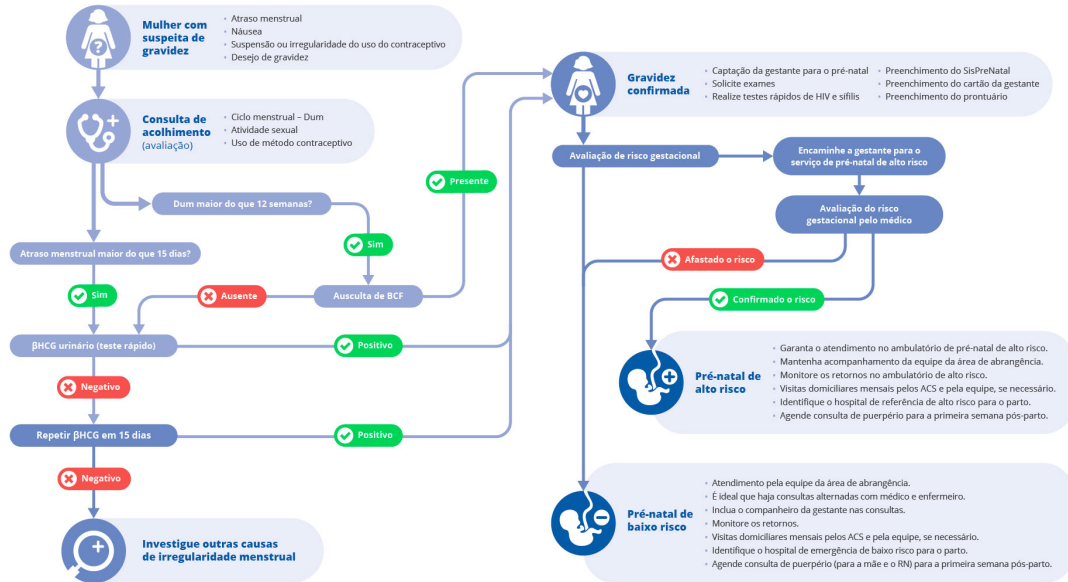 Mulher com
suspeita de
gravidez
• Atraso menstrual
• Náusea
• Suspensão ou irregularidade do uso do contraceptivo
• Desejo de gravidez
?
Consulta de
acolhimento
(avaliação)
• Ciclo menstrual – Dum
• Atividade sexual
• Uso de método contraceptivo
Dum maior do que 12 semanas?
Sim
Atraso menstrual maior do que 15 dias?
Sim
Ausculta de BCF
Ausente
Presente
βHCG urinário (teste rápido)
Positivo
Negativo
Repetir βHCG em 15 dias
Positivo
Negativo
Investigue outras causas
de irregularidade menstrual
Gravidez
confirmada
• Captação da gestante para o pré-natal
• Solicite exames
• Realize testes rápidos de HIV e sífilis
• Preenchimento do SisPreNatal
• Preenchimento do cartão da gestante
• Preenchimento do prontuário
Avaliação de risco gestacional
Encaminhe a gestante para o
serviço de pré-natal de alto risco
Avaliação do risco
gestacional pelo médico
Afastado o risco
Confirmado o risco
Pré-natal de
alto risco
• Garanta o atendimento no ambulatório de pré-natal de alto risco.
• Mantenha acompanhamento da equipe da área de abrangência.
• Monitore os retornos no ambulatório de alto risco.
• Visitas domiciliares mensais pelos ACS e pela equipe, se necessário.
• Identifique o hospital de referência de alto risco para o parto.
• Agende consulta de puerpério para a primeira semana pós-parto.
Pré-natal de
baixo risco
• Atendimento pela equipe da área de abrangência.
• É ideal que haja consultas alternadas com médico e enfermeiro.
• Inclua o companheiro da gestante nas consultas.
• Monitore os retornos.
• Visitas domiciliares mensais pelos ACS e pela equipe, se necessário.
• Identifique o hospital de emergência de baixo risco para o parto.
• Agende consulta de puerpério (para a mãe e o RN) para a primeira semana pós-parto.